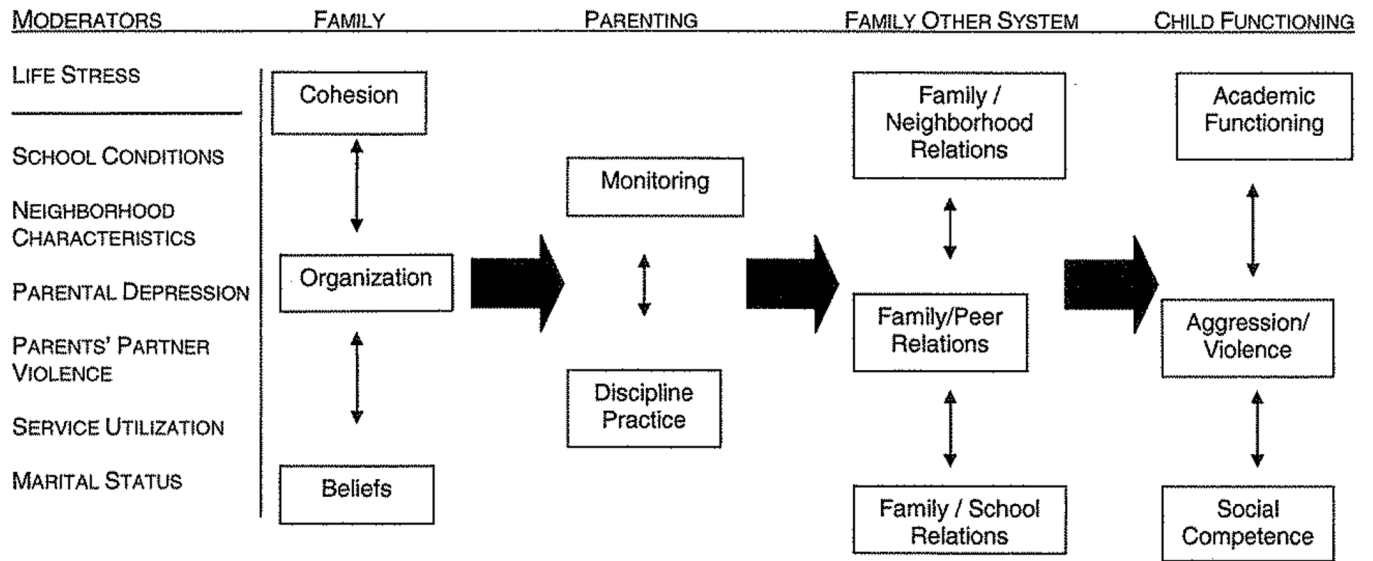 MODERATORS FAMILY PARENTING FAMILY OTHER SYSTEM CHILD FUNCTIONING
LIFE STRESS
SCHOOL CONDITIONS
NEIGHBORHOOD
CHARACTERISTICS
PARENTAL DEPRESSION
PARENTS' PARTNER
VIOLENCE
SERVICE UTILIZATION
MARITAL STATUS
Cohesion
Organization
Beliefs
Monitoring
Discipline
Practice
Family /
Neighborhood
Relations
Family/Peer
Relations
Family / School
Relations
Academic
Functioning
Aggression/
Violence
Social
Competence